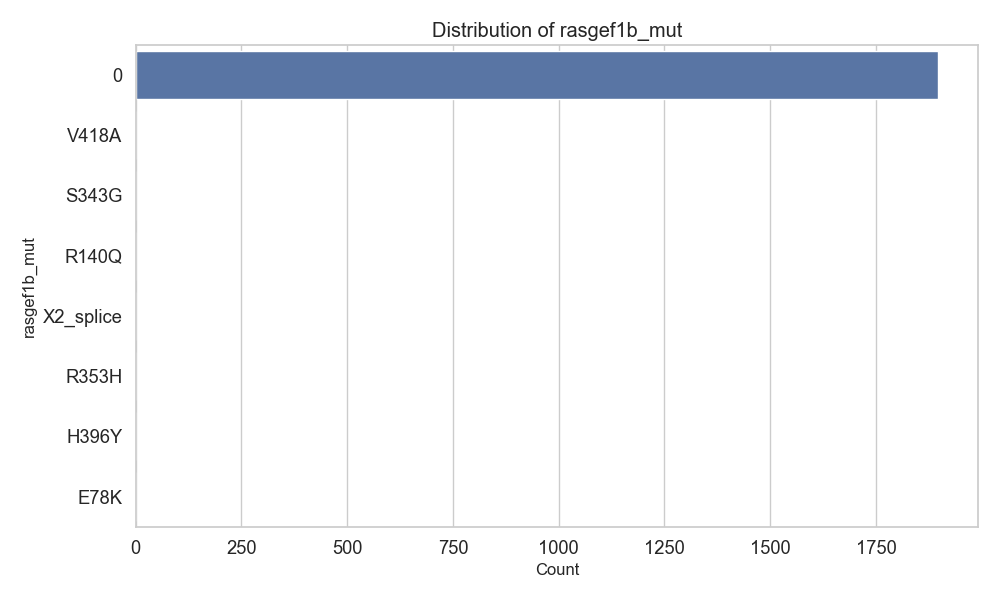 Distribution of rasgef1b_mut
rasgef1b_mut
0
V418A
S343G
R140Q
X2_splice
R353H
H396Y
E78K
0 250 500 750 1000 1250 1500 1750
Count